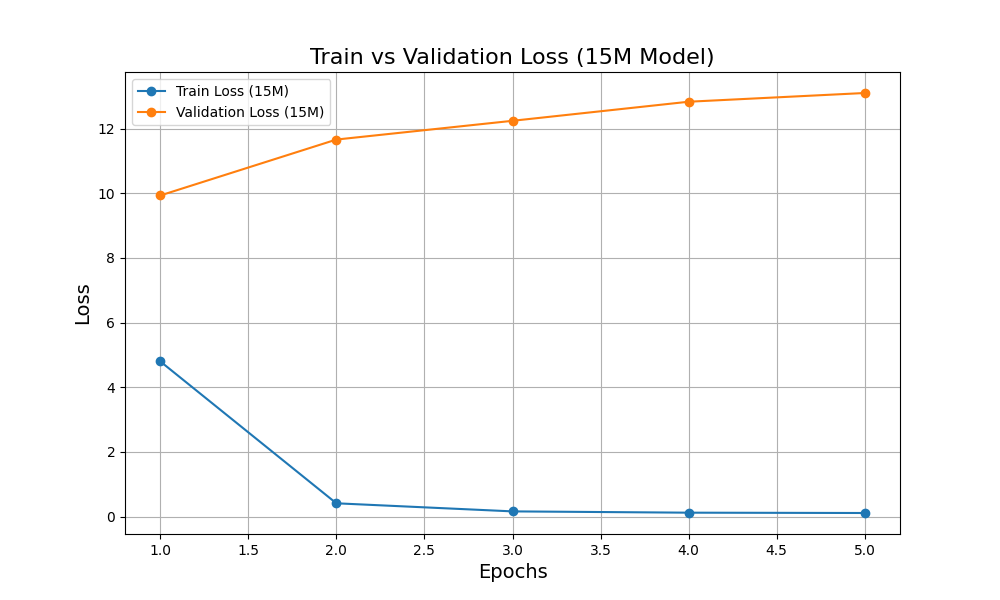 Train vs Validation Loss (15M Model)
Train Loss (15M)
Validation Loss (15M)
Loss
12
10
8
6
4
2
0
1.0 1.5 2.0 2.5 3.0 3.5 4.0 4.5 5.0
Epochs